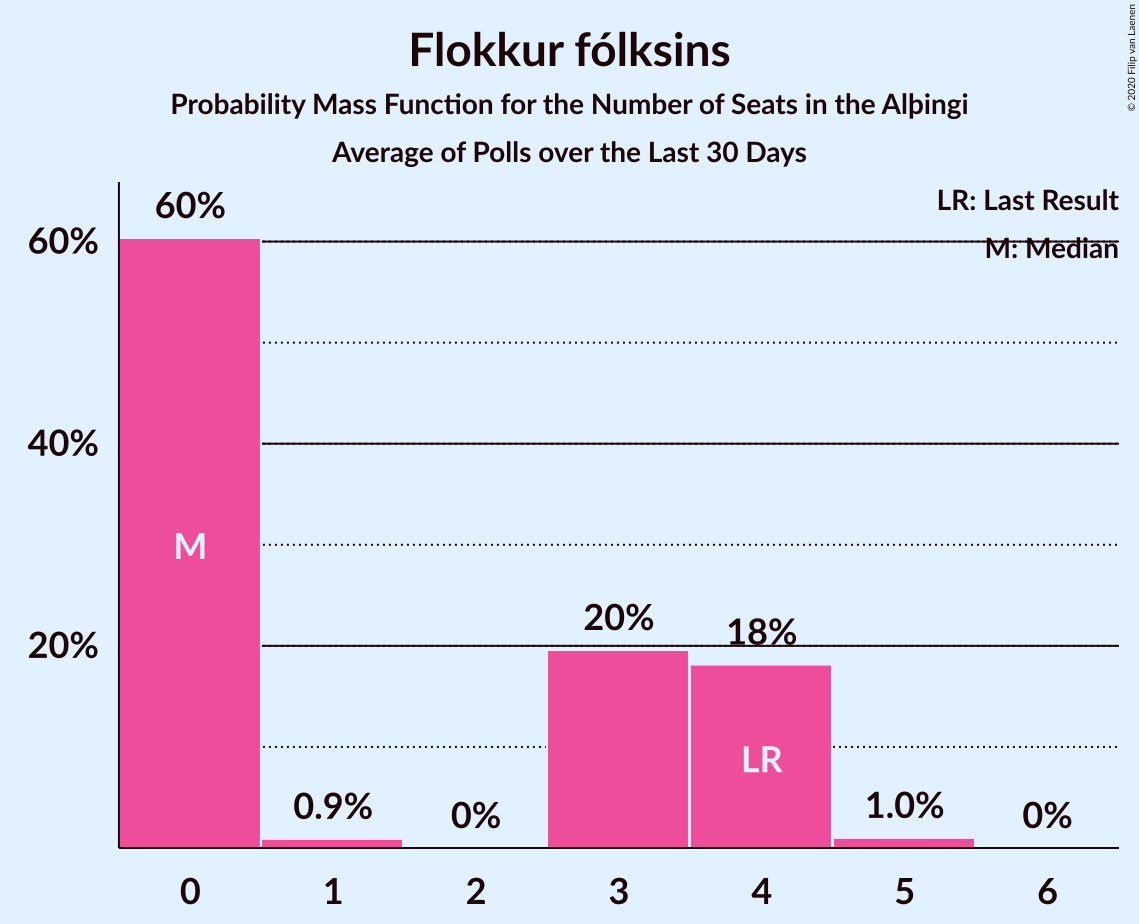 Flokkur fólksins
Probability Mass Function for the Number of Seats in the Alþingi
Average of Polls over the Last 30 Days
© 2020 Filip van Laenen
LR: Last Result
M: Median
60%
40%
20%
60%
0.9%
0%
20%
18%
1.0%
0%
M
LR
0 1 2 3 4 5 6